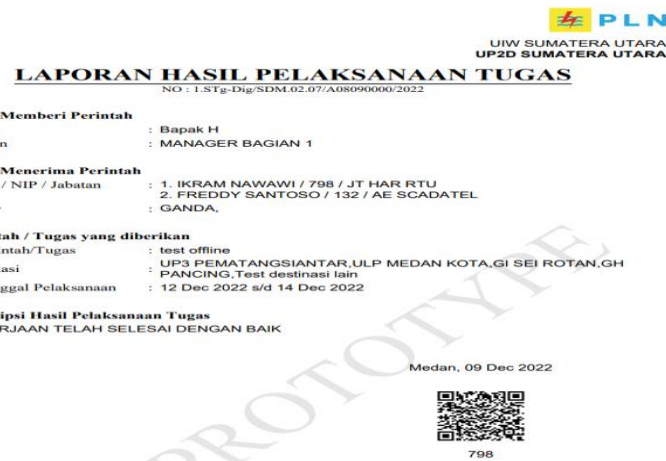 PLN
UIW SUMATERA UTARA
UP2D SUMATERA UTARA
LAPORAN HASIL PELAKSANAAN TUGAS
NO : 1.STg-Dig/SDM.02.07/A08090000/2022
Memberi Perintah
: Bapak H
n : MANAGER BAGIAN 1
Menerima Perintah
/ NIP / Jabatan : 1. IKRAM NAWAWI / 798 / JT HAR RTU
2. FREDDY SANTOSO / 132 / AE SCADATEL
: GANDA,
tah / Tugas yang diberikan
ntah/Tugas : test offline
asi : UP3 PEMATANGSIANTAR,ULP MEDAN KOTA,GI SEI ROTAN,GH
PANCING,Test destinasi lain
ggal Pelaksanaan : 12 Dec 2022 s/d 14 Dec 2022
ipsi Hasil Pelaksanaan Tugas
RJAAN TELAH SELESAI DENGAN BAIK
Medan, 09 Dec 2022
798
PROTOTYPE